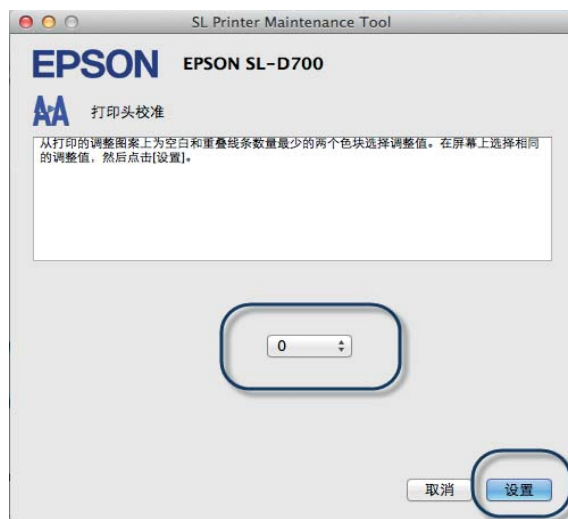 SL Printer Maintenance Tool
EPSON EPSON SL-D700
打印头校准
从打印的调整图案上为空白和重叠线条数量最少的两个色块选择调整值。在屏幕上选择相同
的调整值，然后点击[设置]。
0
取消 设置